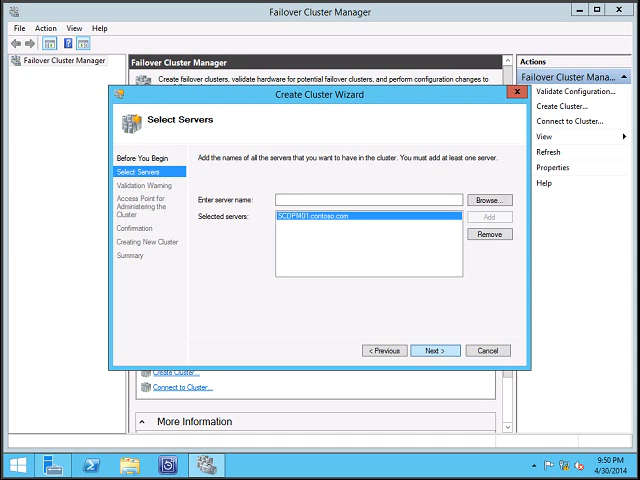 Failover Cluster Manager
File Action View Help
Failover Cluster Manager
Failover Cluster Manager
Create failover clusters, validate hardware for potential failover clusters, and perform configuration changes to
Actions
Failover Cluster Mana...
Validate Configuration...
Create Cluster...
Connect to Cluster...
View
Refresh
Properties
Help
Create Cluster Wizard
Select Servers
Before You Begin
Select Servers
Validation Warning
Access Point for
Administering the
Cluster
Confirmation
Creating New Cluster
Summary
Add the names of all the servers that you want to have in the cluster. You must add at least one server.
Enter server name:
Browse...
Selected servers:
SCDPM01.contoso.com
Add
Remove
< Previous
Next >
Cancel
Create Cluster...
Connect to Cluster...
More Information
9:50 PM
4/30/2014